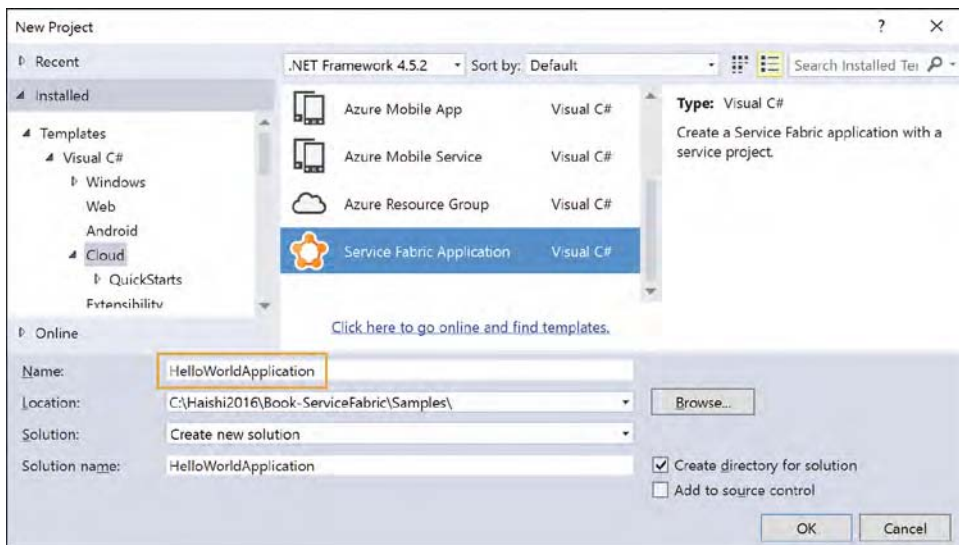 New Project
? ×
Recent
.NET Framework 4.5.2 Sort by: Default
Search Installed Te
Installed
Templates
Visual C#
Windows
Web
Android
Cloud
QuickStarts
Extensibility
Online
Azure Mobile App Visual C#
Azure Mobile Service Visual C#
Azure Resource Group Visual C#
Service Fabric Application Visual C#
Click here to go online and find templates.
Type: Visual C#
Create a Service Fabric application with a
service project.
Name: HelloWorldApplication
Location: C:\Haishi2016\Book-ServiceFabric\Samples\ Browse...
Solution: Create new solution
Solution name: HelloWorldApplication
Create directory for solution
Add to source control
OK Cancel